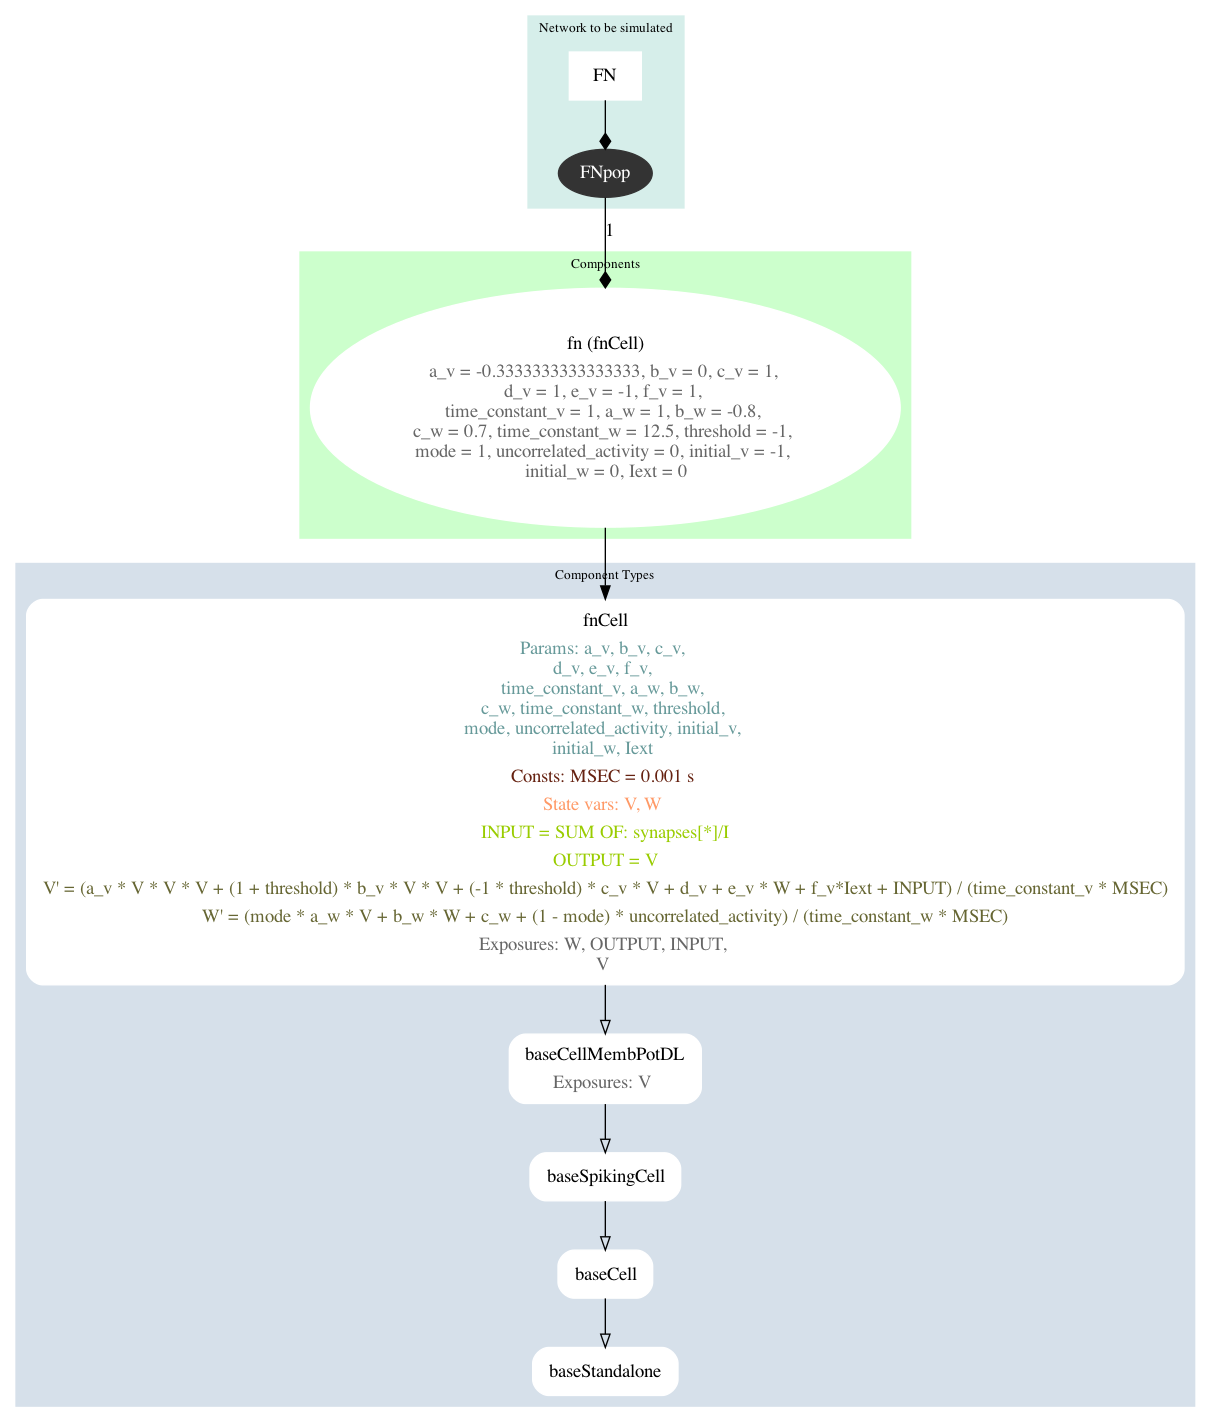 Network to be simulated
FN
FNpop
1
Components
fn (fnCell)
a_v = -0.3333333333333333, b_v = 0, c_v = 1,
d_v = 1, e_v = -1, f_v = 1,
time_constant_v = 1, a_w = 1, b_w = -0.8,
c_w = 0.7, time_constant_w = 12.5, threshold = -1,
mode = 1, uncorrelated_activity = 0, initial_v = -1,
initial_w = 0, Iext = 0
Component Types
fnCell
Params: a_v, b_v, c_v,
d_v, e_v, f_v,
time_constant_v, a_w, b_w,
c_w, time_constant_w, threshold,
mode, uncorrelated_activity, initial_v,
initial_w, Iext
Consts: MSEC = 0.001 s
State vars: V, W
INPUT = SUM OF: synapses[*]/I
OUTPUT = V
V' = (a_v * V * V * V + (1 + threshold) * b_v * V * V + (-1 * threshold) * c_v * V + d_v + e_v * W + f_v*Iext + INPUT) / (time_constant_v * MSEC)
W' = (mode * a_w * V + b_w * W + c_w + (1 - mode) * uncorrelated_activity) / (time_constant_w * MSEC)
Exposures: W, OUTPUT, INPUT,
V
baseCellMembPotDL
Exposures: V
baseSpikingCell
baseCell
baseStandalone